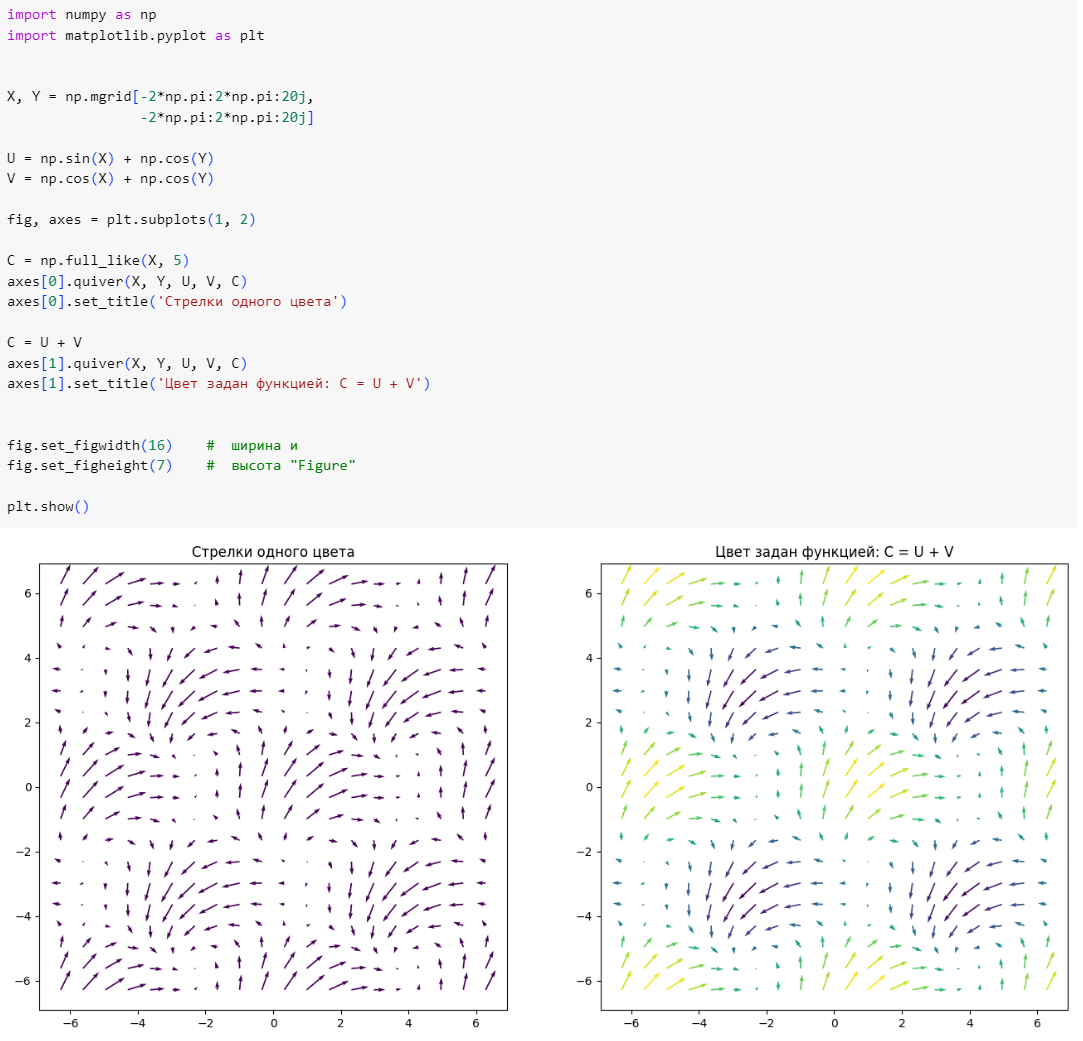 import numpy as np
import matplotlib.pyplot as plt
X, Y = np.mgrid[-2*np.pi:2*np.pi:20j,
                -2*np.pi:2*np.pi:20j]
U = np.sin(X) + np.cos(Y)
V = np.cos(X) + np.cos(Y)
fig, axes = plt.subplots(1, 2)
C = np.full_like(X, 5)
axes[0].quiver(X, Y, U, V, C)
axes[0].set_title('Стрелки одного цвета')
C = U + V
axes[1].quiver(X, Y, U, V, C)
axes[1].set_title('Цвет задан функцией: C = U + V')
fig.set_figwidth(16)    #  ширина и
fig.set_figheight(7)    #  высота "Figure"
plt.show()
Стрелки одного цвета
6
4
2
0
−2
−4
−6
−6 −4 −2 0 2 4 6
Цвет задан функцией: C = U + V
6
4
2
0
−2
−4
−6
−6 −4 −2 0 2 4 6